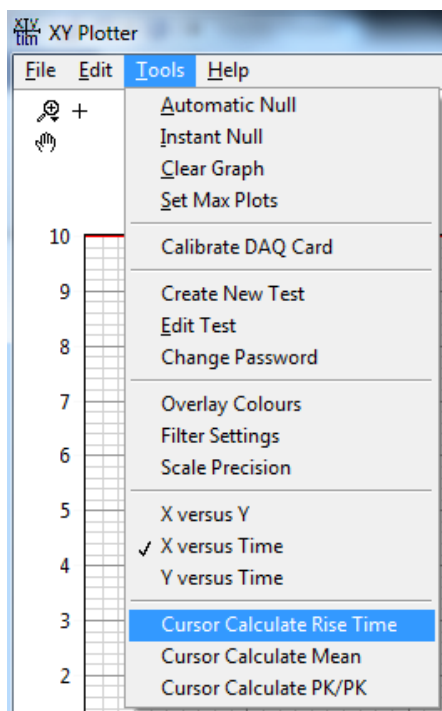 XY Plotter
File Edit Tools Help
Automatic Null
Instant Null
Clear Graph
Set Max Plots
Calibrate DAQ Card
Create New Test
Edit Test
Change Password
Overlay Colours
Filter Settings
Scale Precision
X versus Y
X versus Time
Y versus Time
Cursor Calculate Rise Time
Cursor Calculate Mean
Cursor Calculate PK/PK
10
9
8
7
6
5
4
3
2